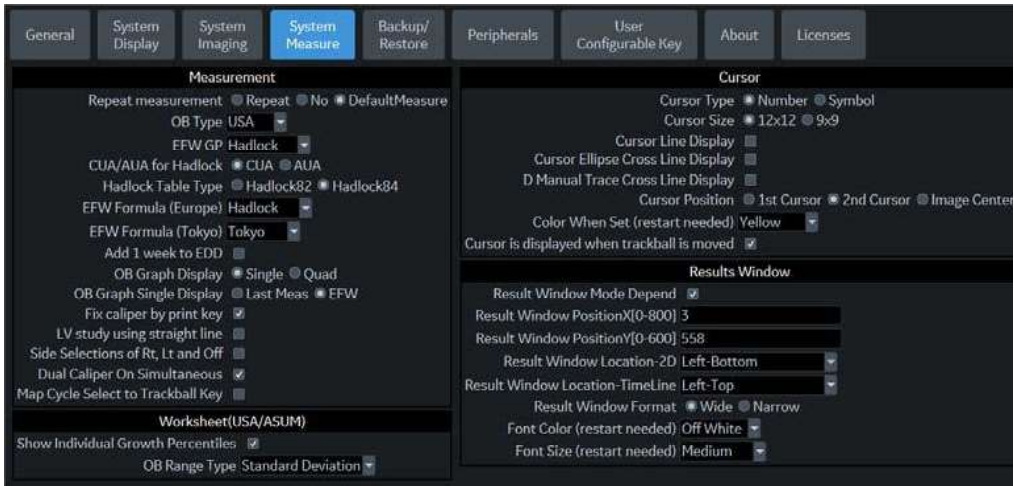 General
System Display
System Imaging
System Measure
Backup/ Restore
Peripherals
User Configurable Key
About
Licenses
Measurement
Repeat measurement Repeat No DefaultMeasure
OB Type USA
EFW GP Hadlock
CUA/AUA for Hadlock CUA AUA
Hadlock Table Type Hadlock82 Hadlock84
EFW Formula (Europe) Hadlock
EFW Formula (Tokyo) Tokyo
Add 1 week to EDD
OB Graph Display Single Quad
OB Graph Single Display Last Meas EFW
Fix caliper by print key
LV study using straight line
Side Selections of Rt, Lt and Off
Dual Caliper On Simultaneous
Map Cycle Select to Trackball Key
Worksheet(USA/ASUM)
Show Individual Growth Percentiles
OB Range Type Standard Deviation
Cursor
Cursor Type Number Symbol
Cursor Size 12x12 9x9
Cursor Line Display
Cursor Ellipse Cross Line Display
D Manual Trace Cross Line Display
Cursor Position 1st Cursor 2nd Cursor Image Center
Color When Set (restart needed) Yellow
Cursor is displayed when trackball is moved
Results Window
Result Window Mode Depend
Result Window PositionX[0-800] 3
Result Window PositionY[0-600] 558
Result Window Location-2D Left-Bottom
Result Window Location-TimeLine Left-Top
Result Window Format Wide Narrow
Font Color (restart needed) Off White
Font Size (restart needed) Medium